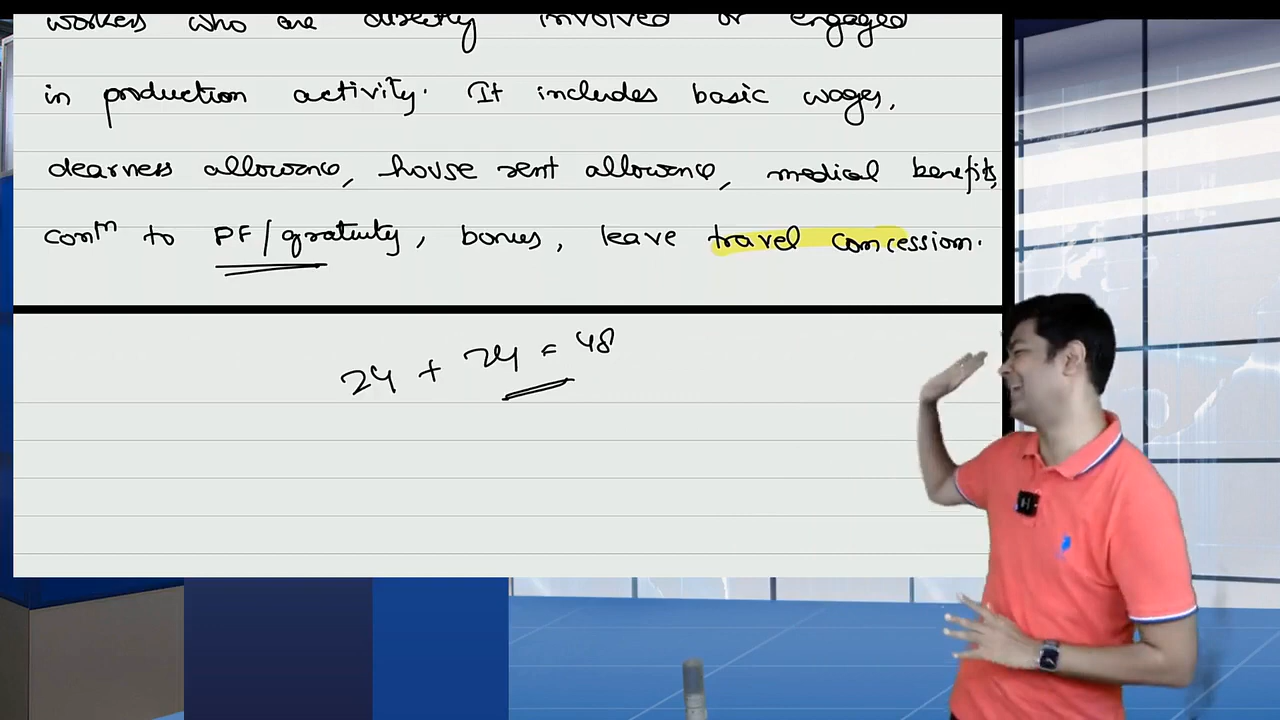 workers who are directly involved or engaged
in production activity. It includes basic wages,
dearness allowance, house rent allowance, medical benefits,
contn to PF/gratuity, bonus, leave travel concession.
24 + 24 = 48